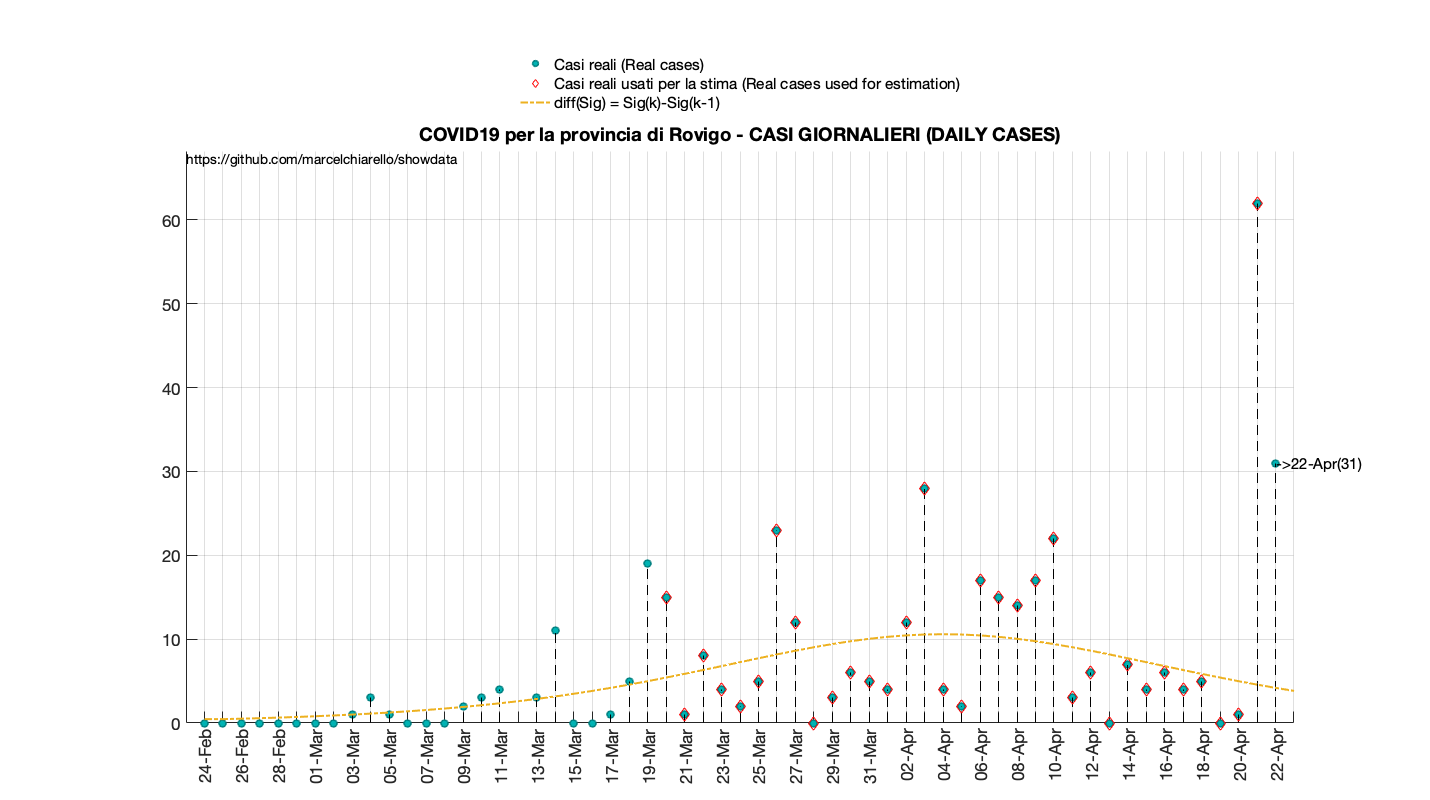 Casi reali (Real cases)
Casi reali usati per la stima (Real cases used for estimation)
diff(Sig) = Sig(k)-Sig(k-1)
COVID19 per la provincia di Rovigo - CASI GIORNALIERI (DAILY CASES)
https://github.com/marcelchiarello/showdata
60
50
40
30
20
10
0
->22-Apr(31)
24-Feb
26-Feb
28-Feb
01-Mar
03-Mar
05-Mar
07-Mar
09-Mar
11-Mar
13-Mar
15-Mar
17-Mar
19-Mar
21-Mar
23-Mar
25-Mar
27-Mar
29-Mar
31-Mar
02-Apr
04-Apr
06-Apr
08-Apr
10-Apr
12-Apr
14-Apr
16-Apr
18-Apr
20-Apr
22-Apr